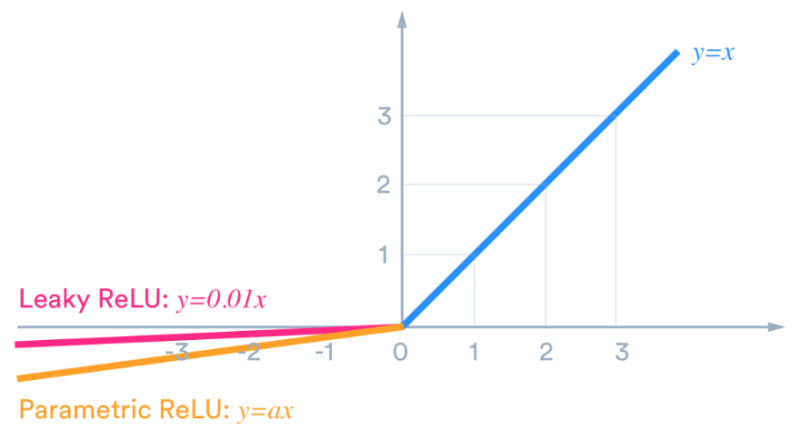 y=x
3
2
1
Leaky ReLU: y=0.01x
-3 -2 -1 0 1 2 3
Parametric ReLU: y=ax